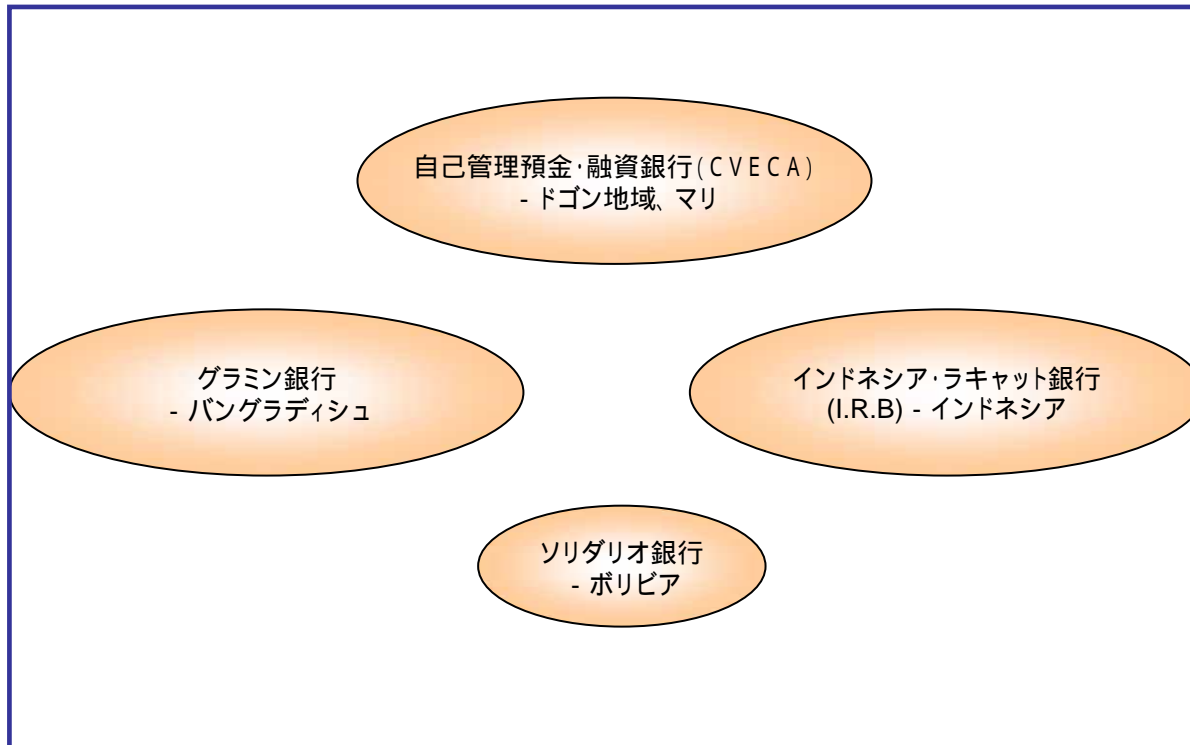 自己管理預金・融資銀行(CVECA)
- ドゴン地域、マリ
グラミン銀行
- バングラディシュ
インドネシア・ラキャット銀行
(I.R.B) - インドネシア
ソリダリオ銀行
- ボリビア